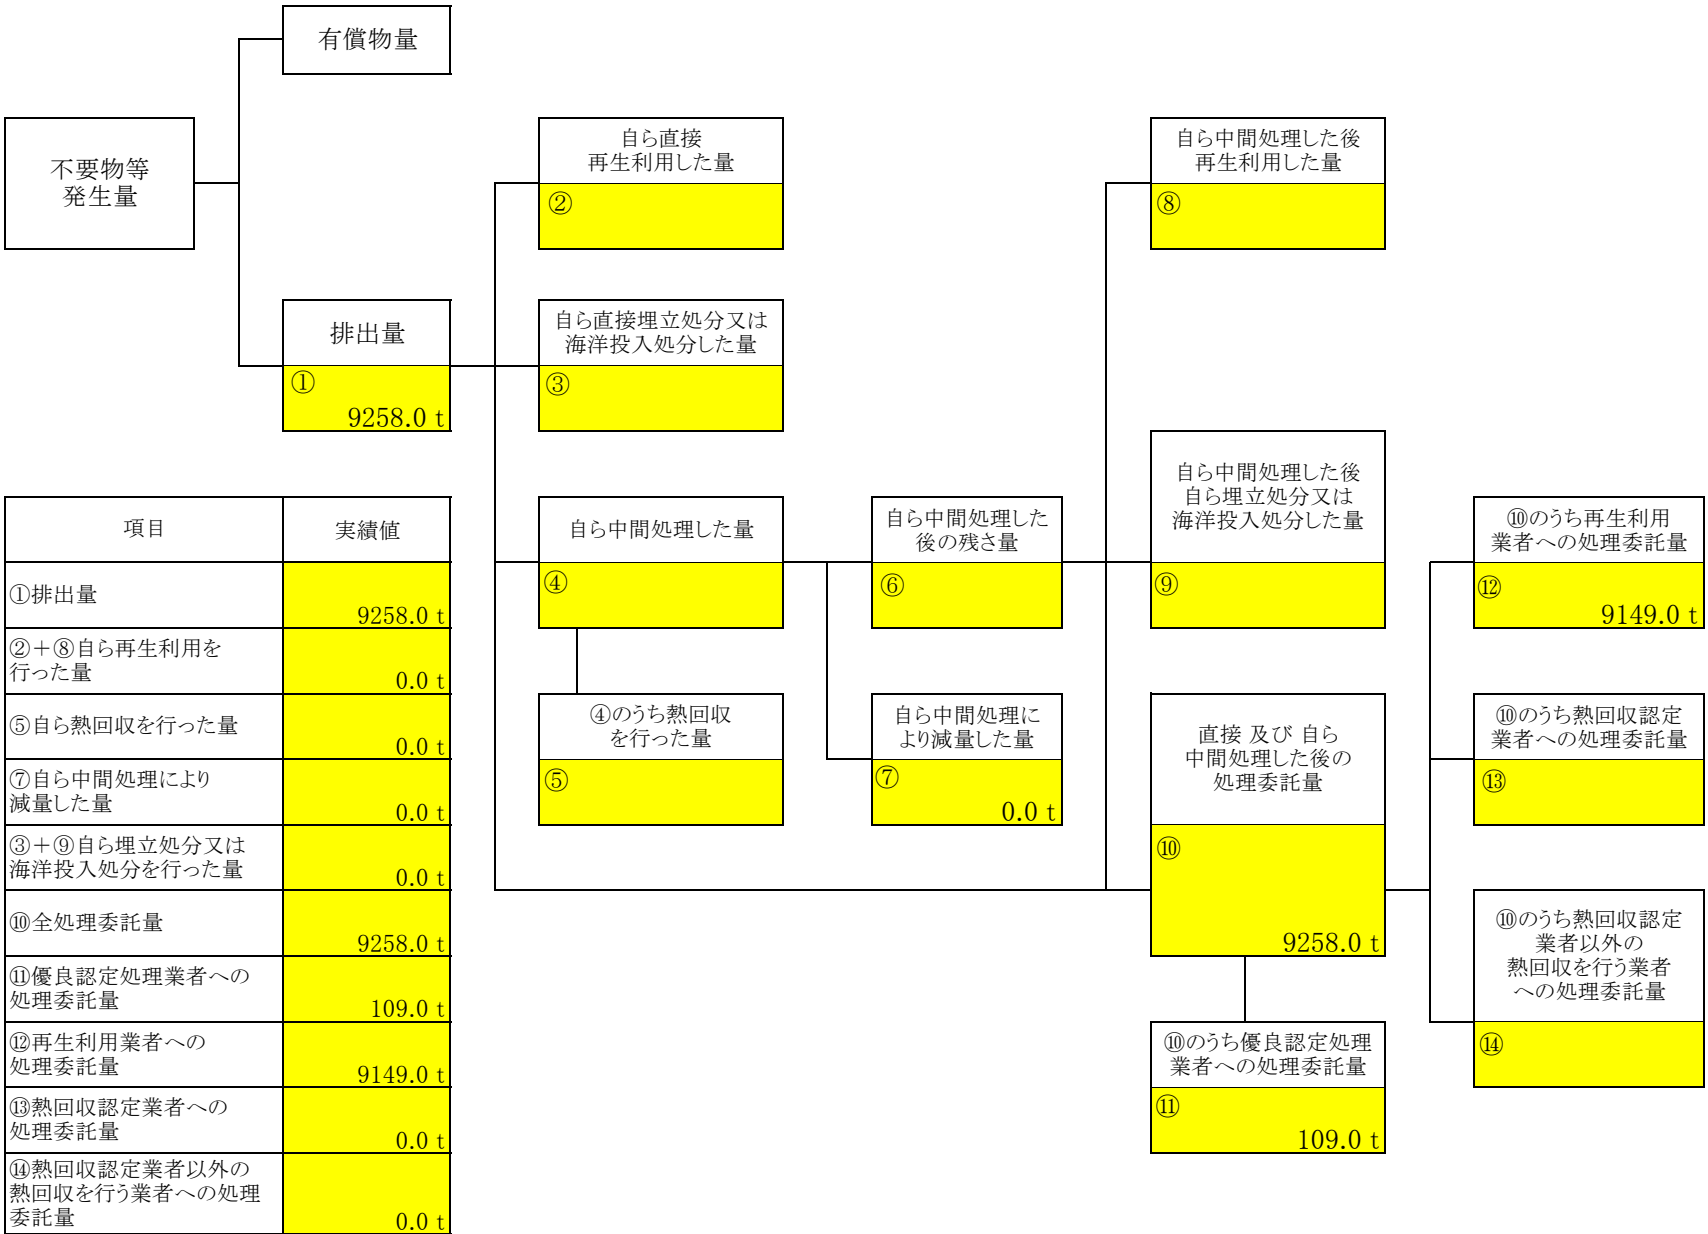 有償物量
不要物等
発生量
自ら直接
再生利用した量
②
自ら中間処理した後
再生利用した量
⑧
排出量
①
9258.0 t
自ら直接埋立処分又は
海洋投入処分した量
③
自ら中間処理した量
④
自ら中間処理した
後の残さ量
⑥
自ら中間処理した後
自ら埋立処分又は
海洋投入処分した量
⑨
⑩のうち再生利用
業者への処理委託量
⑫
9149.0 t
④のうち熱回収
を行った量
⑤
自ら中間処理に
より減量した量
⑦
0.0 t
直接 及び 自ら
中間処理した後の
処理委託量
⑩
9258.0 t
⑩のうち熱回収認定
業者への処理委託量
⑬
⑩のうち熱回収認定
業者以外の
熱回収を行う業者
への処理委託量
⑭
⑩のうち優良認定処理
業者への処理委託量
⑪
109.0 t
項目
実績値
①排出量
9258.0 t
②+⑧自ら再生利用を
行った量
0.0 t
⑤自ら熱回収を行った量
0.0 t
⑦自ら中間処理により
減量した量
0.0 t
③+⑨自ら埋立処分又は
海洋投入処分を行った量
0.0 t
⑩全処理委託量
9258.0 t
⑪優良認定処理業者への
処理委託量
109.0 t
⑫再生利用業者への
処理委託量
9149.0 t
⑬熱回収認定業者への
処理委託量
0.0 t
⑭熱回収認定業者以外の
熱回収を行う業者への処理
委託量
0.0 t